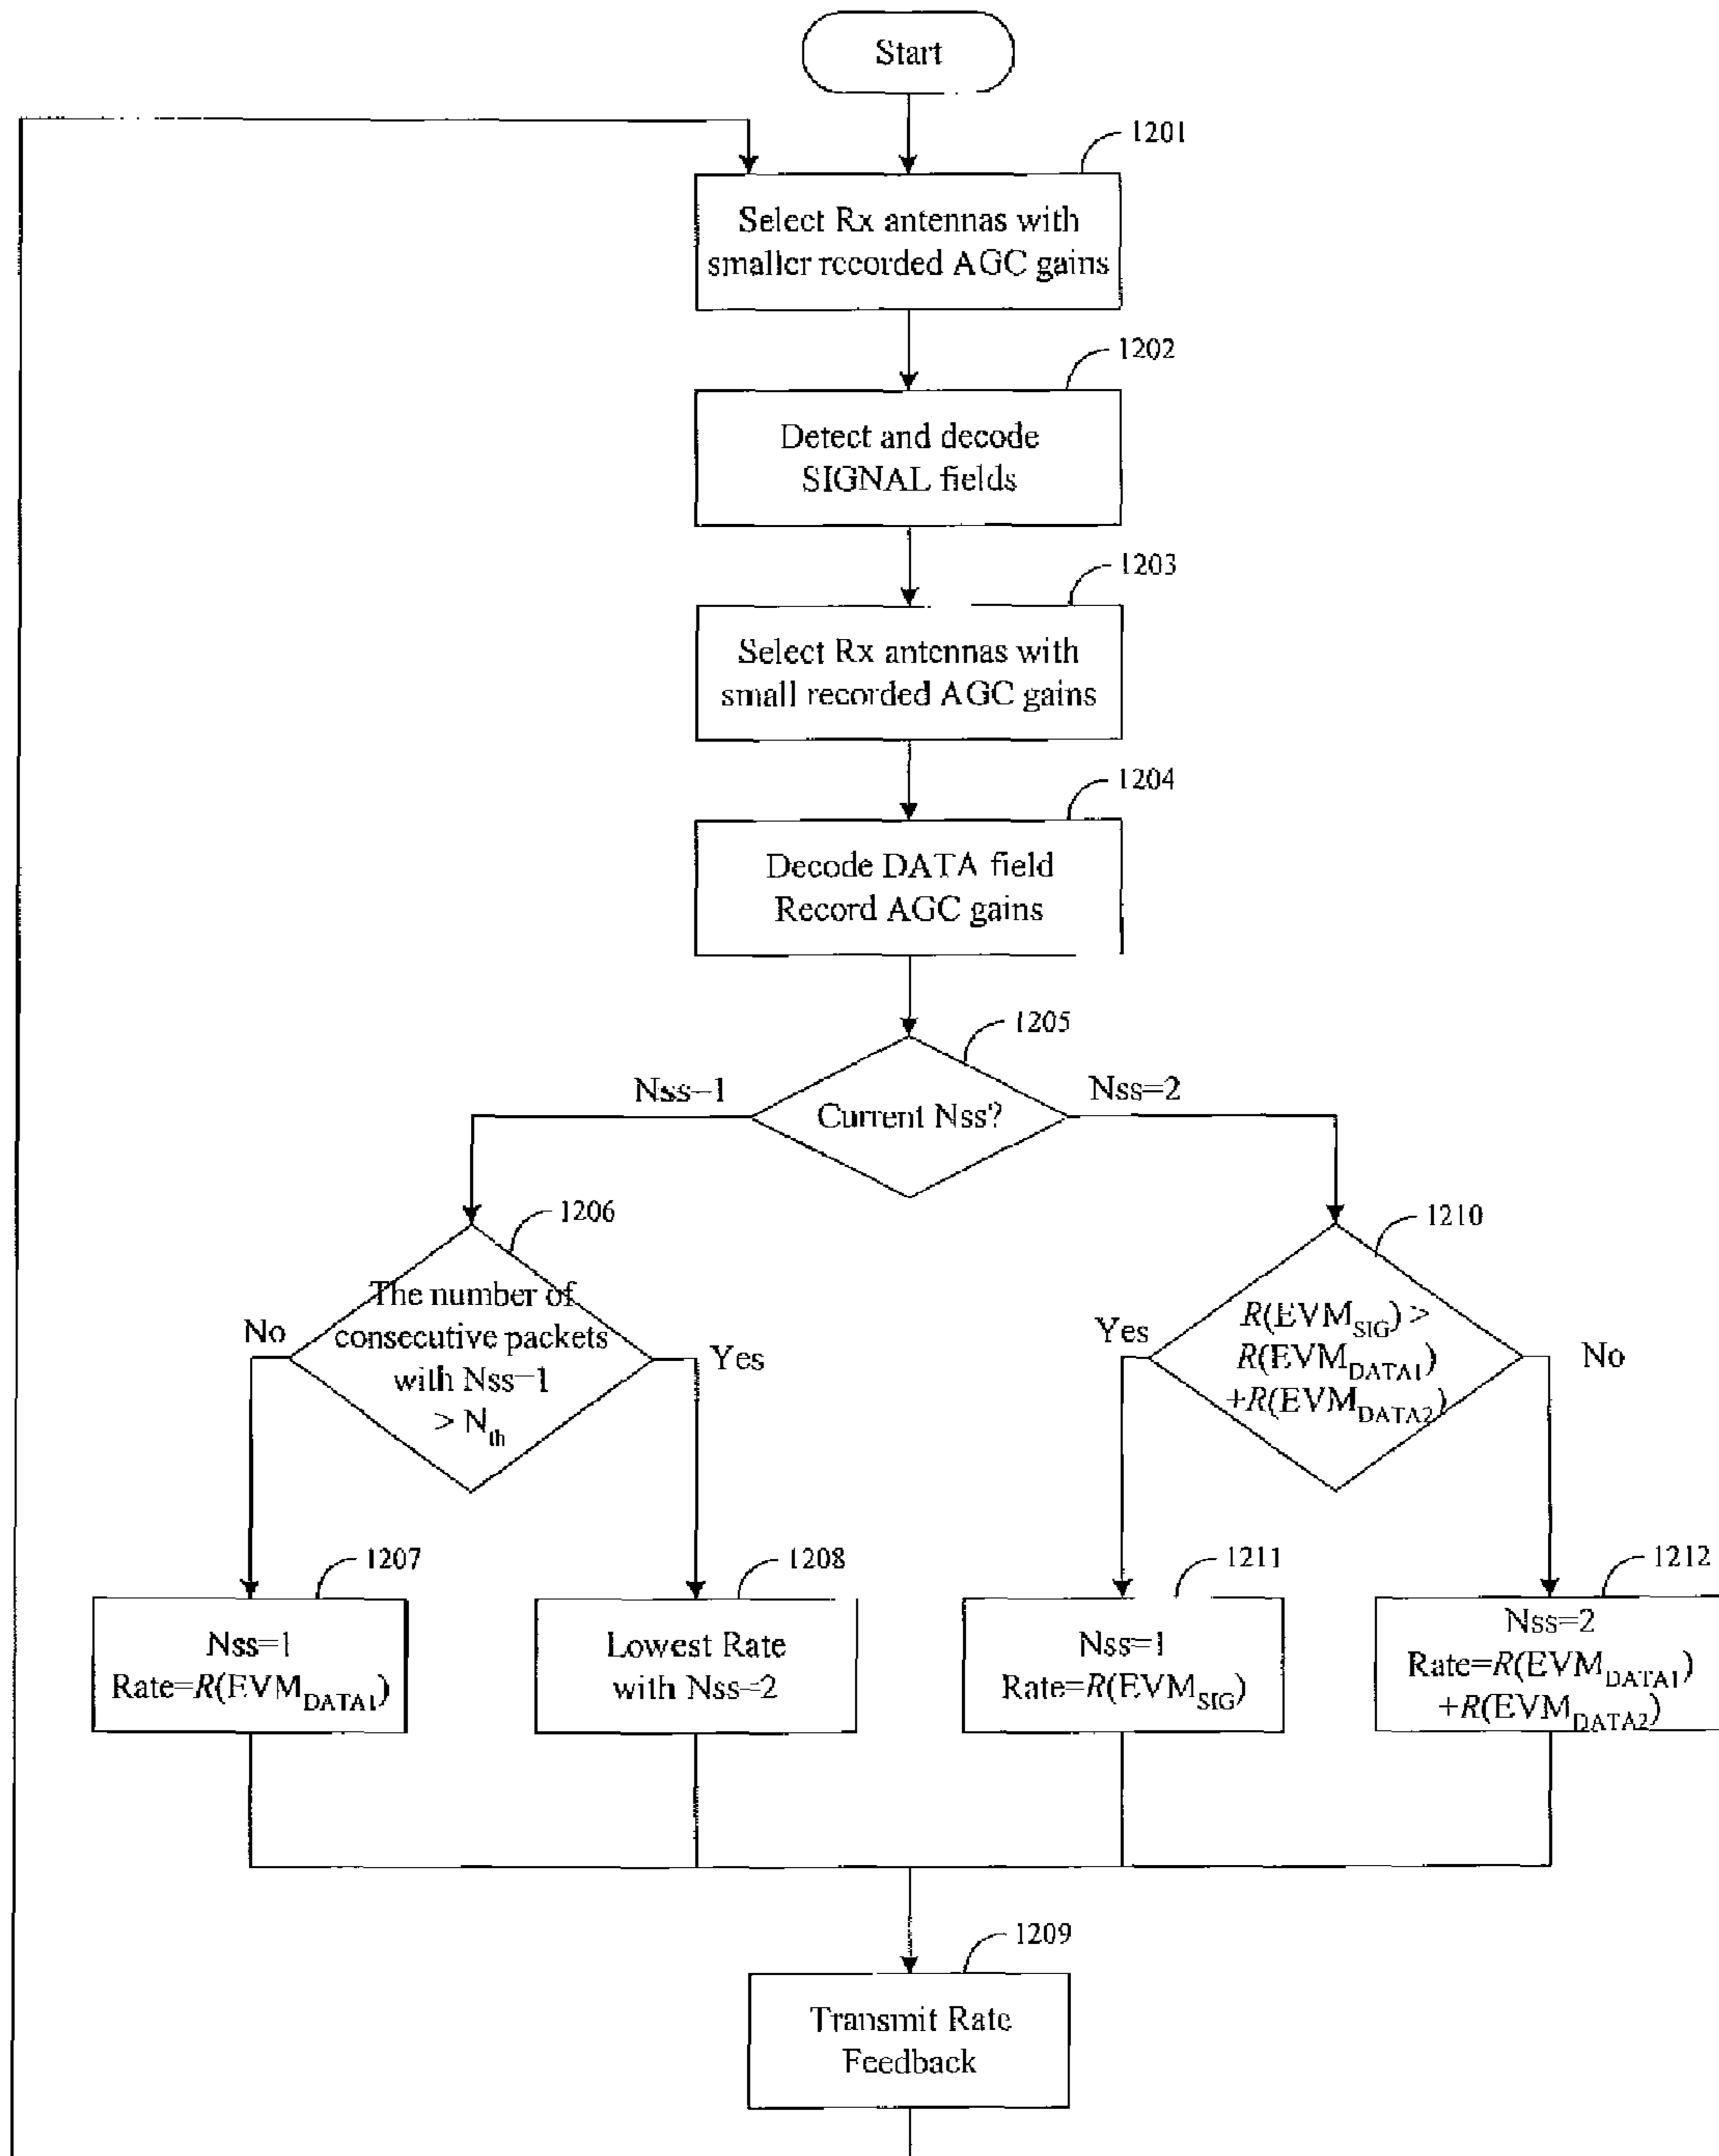 Start
1201
Select Rx antennas with
smaller recorded AGC gains
1202
Detect and decode
SIGNAL fields
1203
Select Rx antennas with
small recorded AGC gains
1204
Decode DATA field
Record AGC gains
1205
Nss=1
Nss=2
Current Nss?
1206
The number of
consecutive packets
with Nss=1
> Nth
No
Yes
1210
R(EVMSIG) >
R(EVMDATA1)
+R(EVMDATA2)
Yes
No
1207
Nss=1
Rate=R(EVMDATA1)
1208
Lowest Rate
with Nss=2
1211
Nss=1
Rate=R(EVMSIG)
1212
Nss=2
Rate=R(EVMDATA1)
+R(EVMDATA2)
1209
Transmit Rate
Feedback